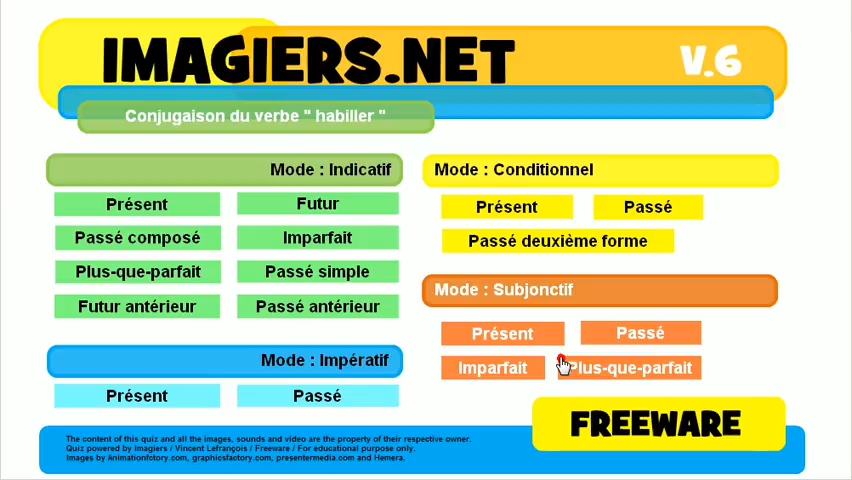 IMAGIERS.NET
V.6
Conjugaison du verbe " habiller "
Mode : Indicatif
Présent
Futur
Passé composé
Imparfait
Plus-que-parfait
Passé simple
Futur antérieur
Passé antérieur
Mode : Impératif
Présent
Passé
Mode : Conditionnel
Présent
Passé
Passé deuxième forme
Mode : Subjonctif
Présent
Passé
Imparfait
Plus-que-parfait
FREEWARE
The content of this quiz and all the images, sounds and video are the property of their respective owner.
Quiz powered by Imagiers / Vincent Lefrançois / Freeware / For educational purpose only.
Images by Animationfctory.com, graphicsfactory.com, presentermedia.com and Hemera.